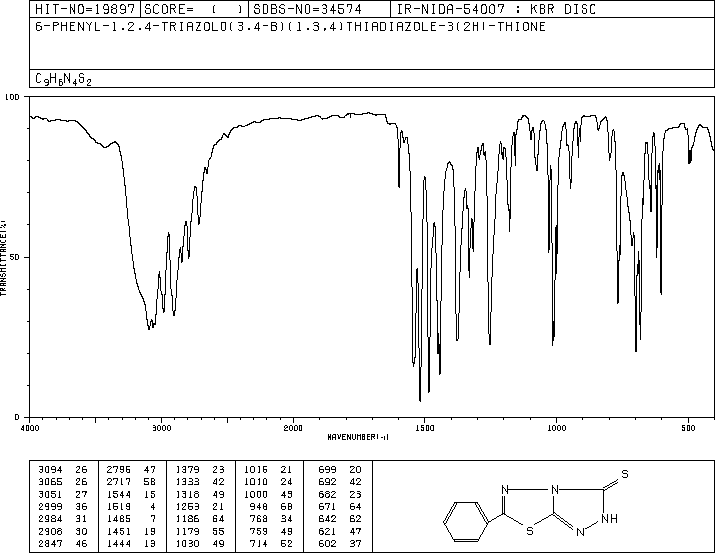 HIT-NO=19897 SCORE= ( ) SDBS-NO=34574 IR-NIDA-54007 : KBR DISC
6-PHENYL-1.2.4-TRIAZOLO(3.4-B)(1.3.4)THIADIAZOLE-3(2H)-THIONE
C9H6N4S2
100
50
0
TRANSMITTANCE(%)
4000 3000 2000 1500 1000 500
WAVENUMBER(-1)
3094 26 2796 47 1379 23 1016 21 699 20
3065 26 2717 58 1333 42 1010 24 692 42
3051 27 1544 15 1318 49 1000 49 682 23
2999 36 1519 4 1253 21 948 68 671 64
2984 31 1485 7 1186 64 768 34 642 62
2908 30 1451 19 1179 55 759 49 621 47
2847 46 1444 13 1030 49 714 52 602 37
S
N N
S N NH